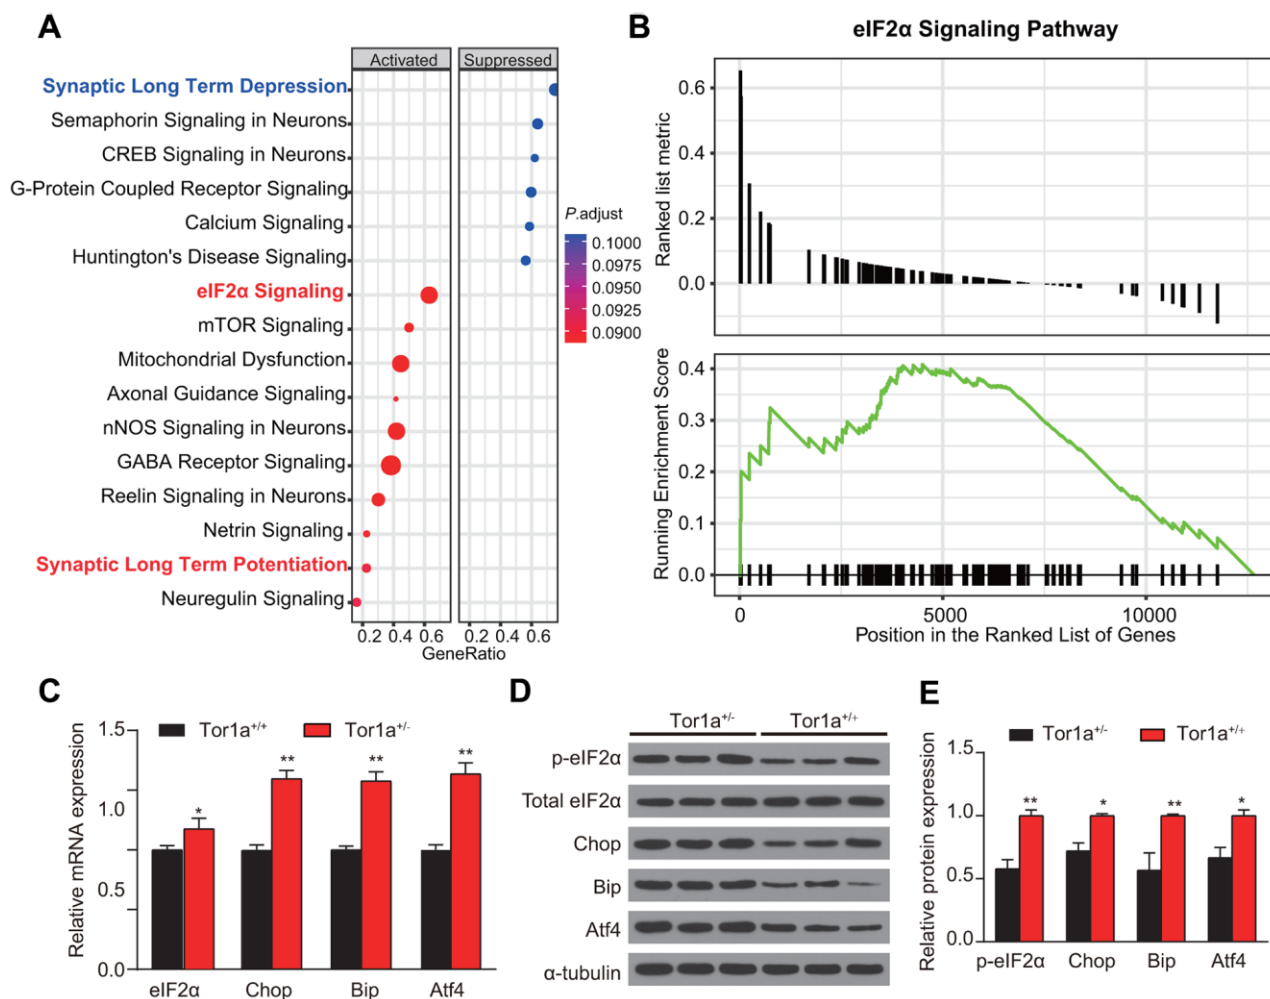 A
Activated
Suppressed
Synaptic Long Term Depression
Semaphorin Signaling in Neurons
CREB Signaling in Neurons
G-Protein Coupled Receptor Signaling
Calcium Signaling
Huntington's Disease Signaling
eIF2α Signaling
mTOR Signaling
Mitochondrial Dysfunction
Axonal Guidance Signaling
nNOS Signaling in Neurons
GABA Receptor Signaling
Reelin Signaling in Neurons
Netrin Signaling
Synaptic Long Term Potentiation
Neuregulin Signaling
0.2 0.4 0.6 0.2 0.4 0.6
GeneRatio
P.adjust
0.1000
0.0975
0.0950
0.0925
0.0900
B
eIF2α Signaling Pathway
Ranked list metric
0.6
0.4
0.2
0.0
Running Enrichment Score
0.4
0.3
0.2
0.1
0.0
0 5000 10000
Position in the Ranked List of Genes
C
Tor1a+/+ Tor1a+/-
Relative mRNA expression
1.5
1.0
0.5
0.0
* ** ** **
eIF2α Chop Bip Atf4
D
Tor1a+/- Tor1a+/+
p-eIF2α
Total eIF2α
Chop
Bip
Atf4
α-tubulin
E
Tor1a+/- Tor1a+/+
Relative protein expression
1.5
1.0
0.5
0.0
** * ** *
p-eIF2α Chop Bip Atf4